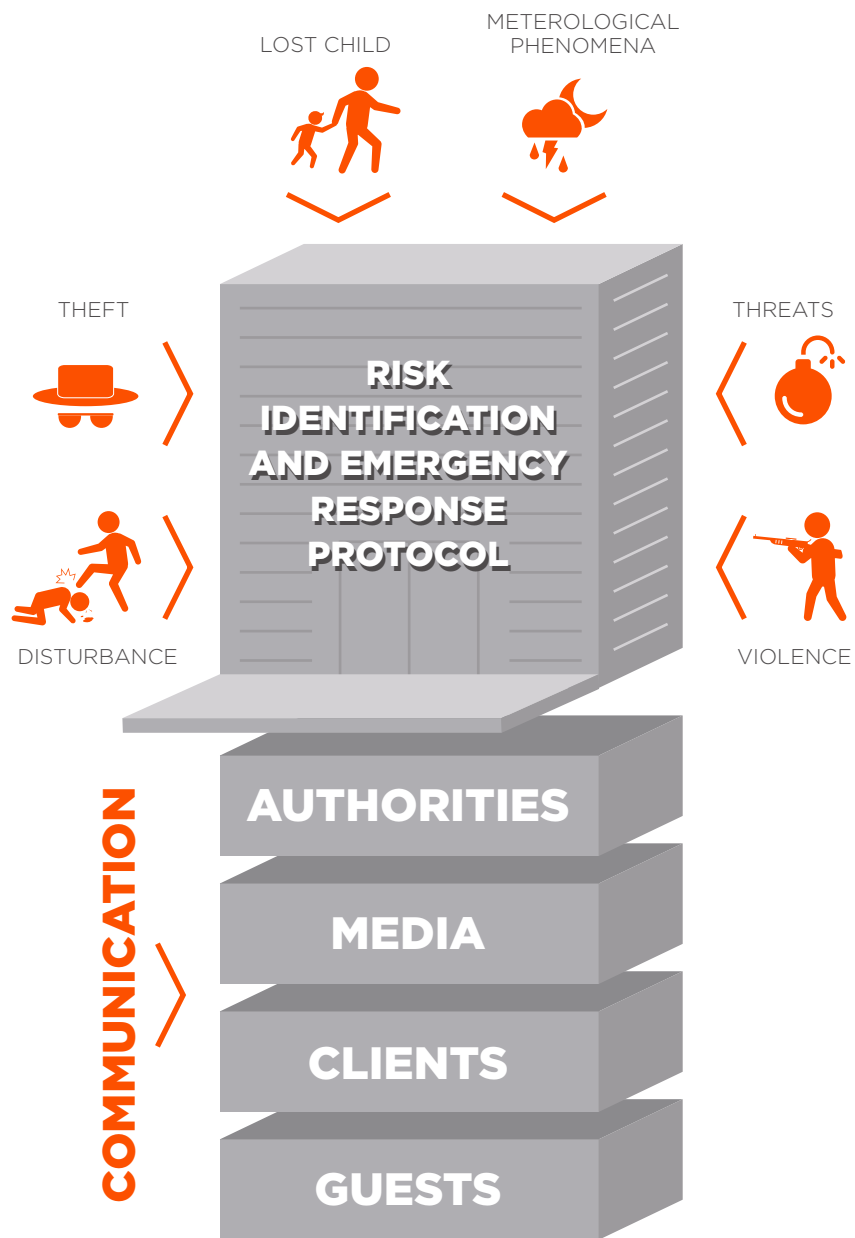 LOST CHILD
METEROLOGICAL
PHENOMENA
THEFT
THREATS
RISK
IDENTIFICATION
AND EMERGENCY
RESPONSE
PROTOCOL
DISTURBANCE
VIOLENCE
COMMUNICATION
AUTHORITIES
MEDIA
CLIENTS
GUESTS